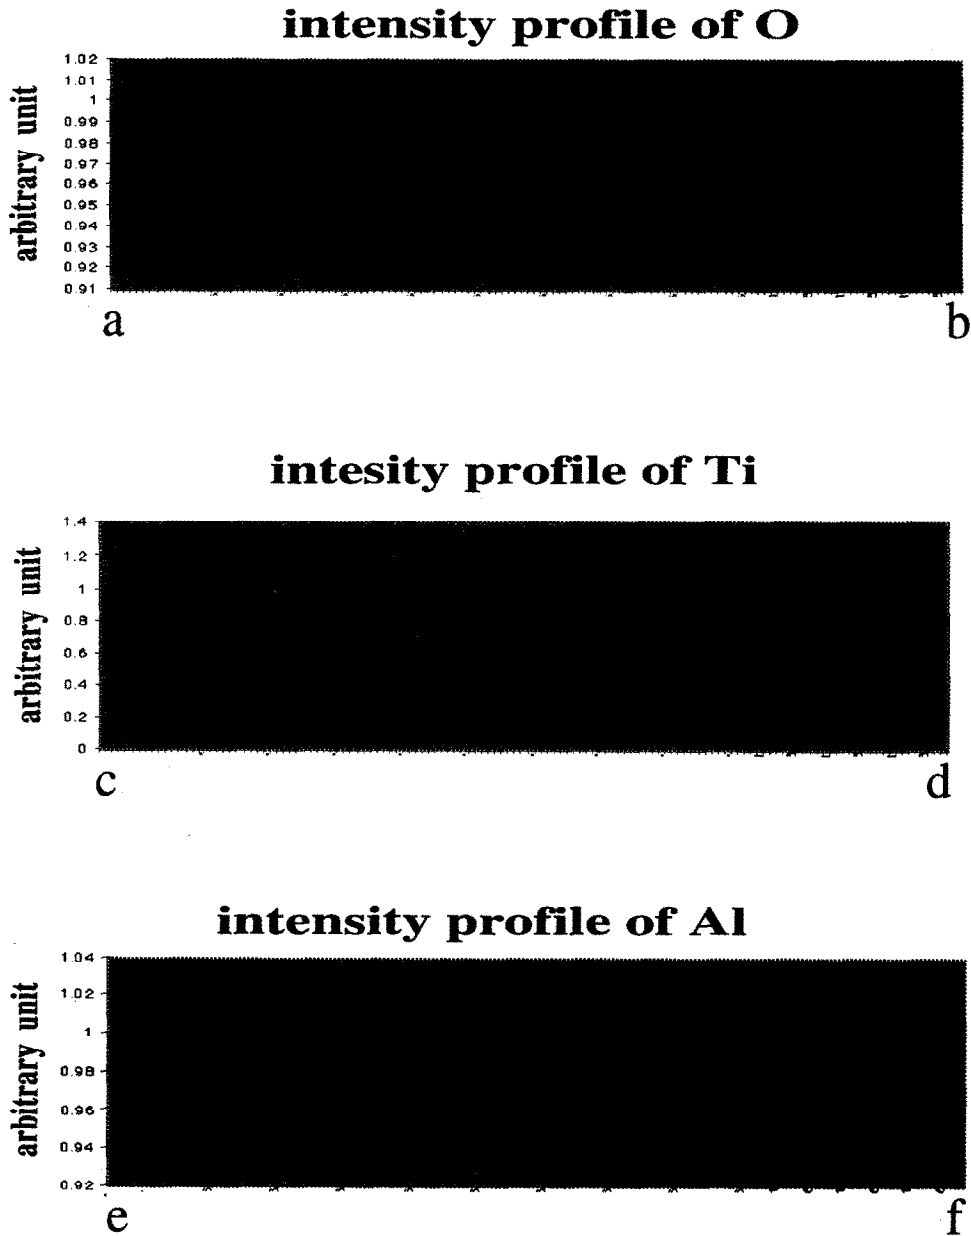 intensity profile of O
arbitrary unit
1.02
1.01
1
0.99
0.98
0.97
0.96
0.95
0.94
0.93
0.92
0.91
a
b
intesity profile of Ti
arbitrary unit
1.4
1.2
1
0.8
0.6
0.4
0.2
0
c
d
intensity profile of Al
arbitrary unit
1.04
1.02
1
0.98
0.96
0.94
0.92
e
f